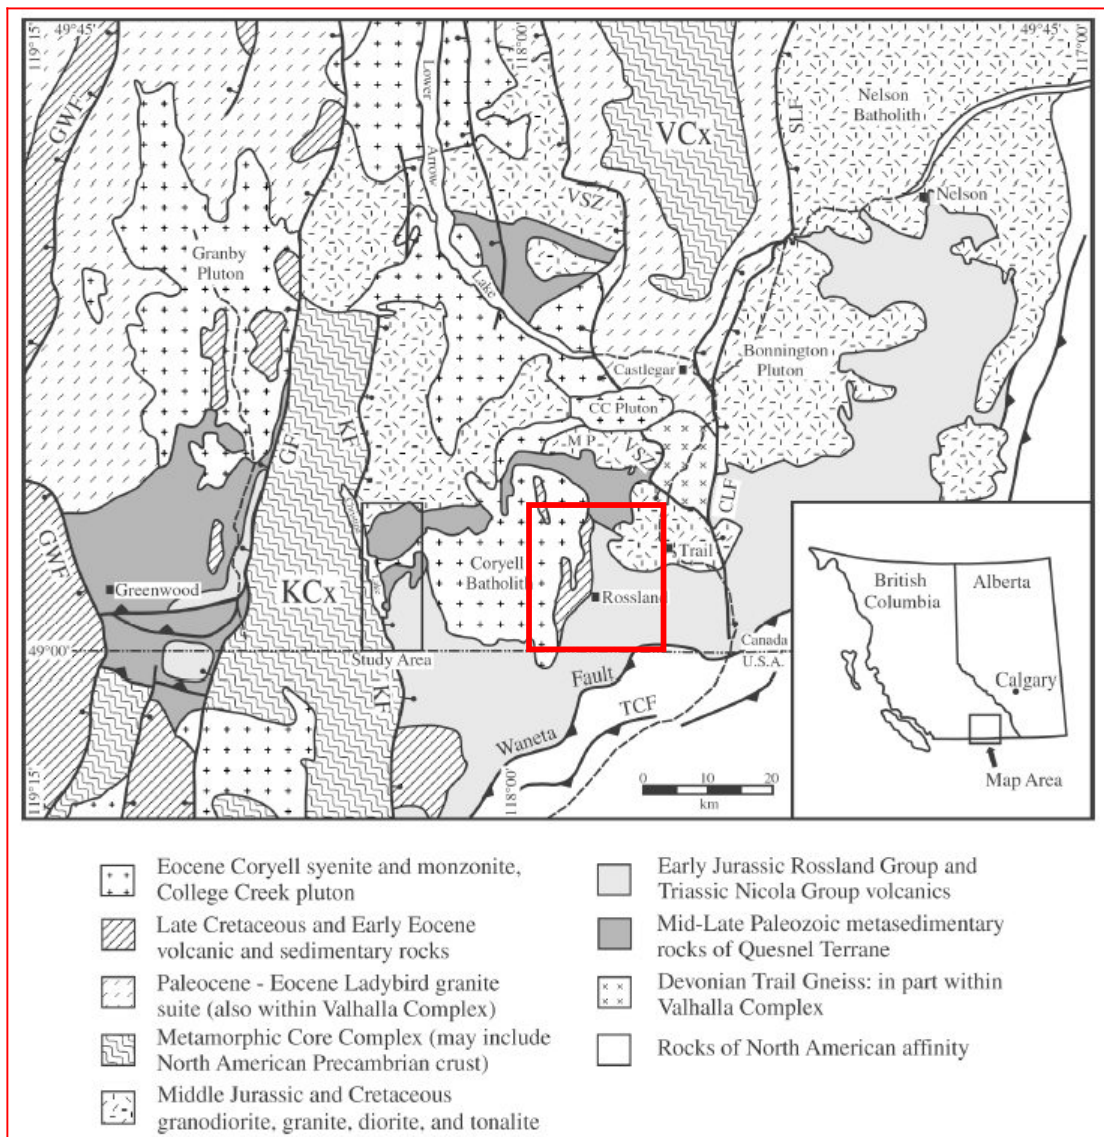 49°45'
119°15'
118°00'
49°45'
117°00'
GWF
Lower
Arrow
Lake
VCx
SLF
Nelson
Batholith
VSZ
Nelson
Granby
Pluton
Castlegar
Bonnington
Pluton
CC Pluton
KF
GF
M P
VSZ
CLF
GWF
Greenwood
KCx
Coryell
Batholith
Trail
Rossland
49°00'
Study Area
Canada
U.S.A.
Fault
KF
TCF
Waneta
119°15'
118°00'
0 10 20
km
British
Columbia
Alberta
Calgary
Map Area
Eocene Coryell syenite and monzonite,
College Creek pluton
Late Cretaceous and Early Eocene
volcanic and sedimentary rocks
Paleocene - Eocene Ladybird granite
suite (also within Valhalla Complex)
Metamorphic Core Complex (may include
North American Precambrian crust)
Middle Jurassic and Cretaceous
granodiorite, granite, diorite, and tonalite
Early Jurassic Rossland Group and
Triassic Nicola Group volcanics
Mid-Late Paleozoic metasedimentary
rocks of Quesnel Terrane
Devonian Trail Gneiss: in part within
Valhalla Complex
Rocks of North American affinity